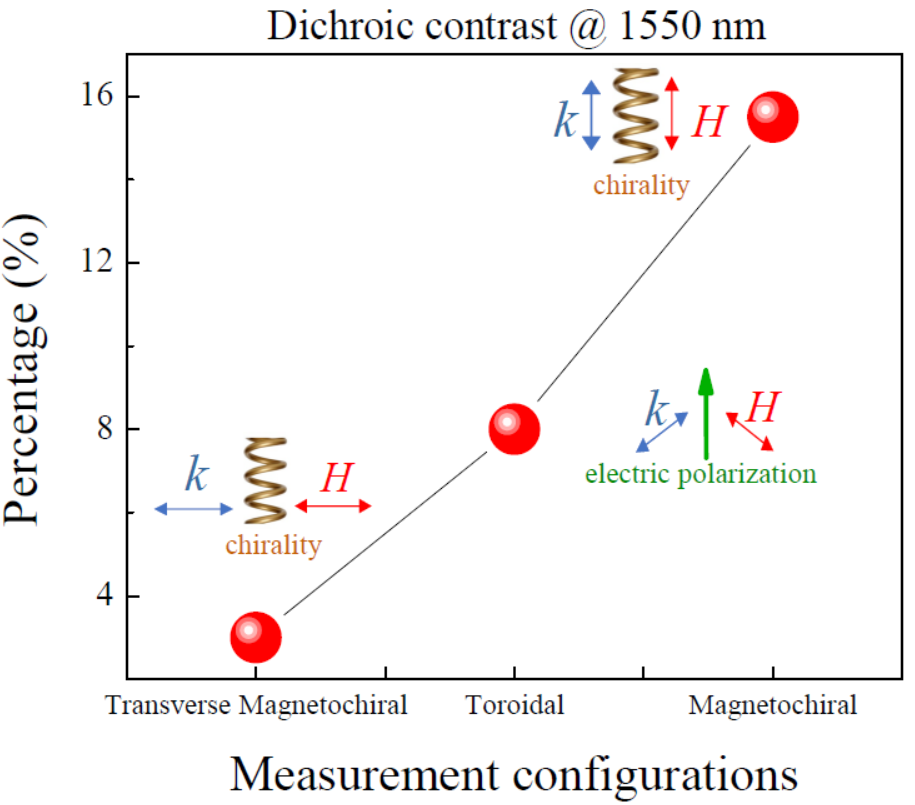 Dichroic contrast @ 1550 nm
Percentage (%)
16
12
8
4
k
H
chirality
k
H
electric polarization
k
H
chirality
Transverse Magnetochiral
Toroidal
Magnetochiral
Measurement configurations